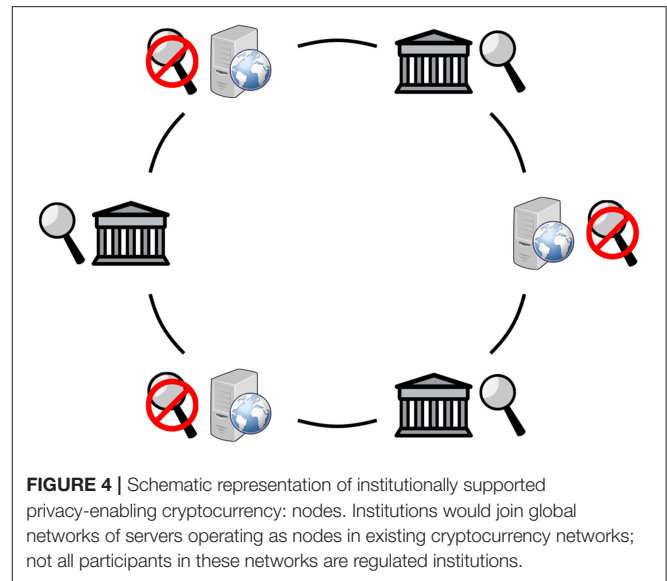 FIGURE 4 | Schematic representation of institutionally supported
privacy-enabling cryptocurrency: nodes. Institutions would join global
networks of servers operating as nodes in existing cryptocurrency networks;
not all participants in these networks are regulated institutions.